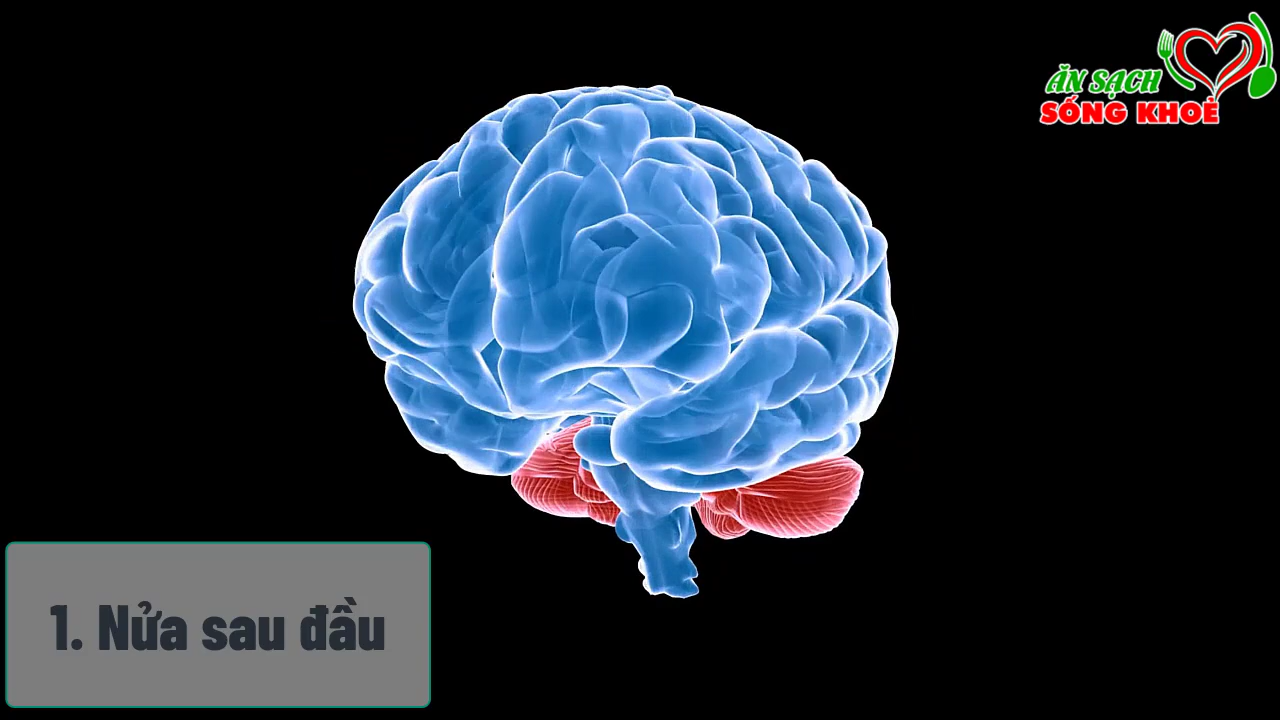 ĂN SẠCH
SỐNG KHOẺ
1. Nửa sau đầu